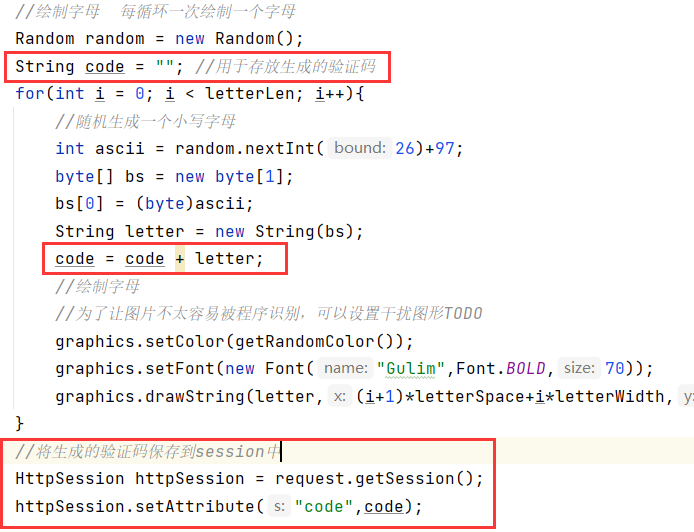 //绘制字母  每循环一次绘制一个字母
Random random = new Random();
String code = ""; //用于存放生成的验证码
for(int i = 0; i < letterLen; i++){
//随机生成一个小写字母
int ascii = random.nextInt( bound: 26)+97;
byte[] bs = new byte[1];
bs[0] = (byte)ascii;
String letter = new String(bs);
code = code + letter;
//绘制字母
//为了让图片不太容易被程序识别，可以设置干扰图形TODO
graphics.setColor(getRandomColor());
graphics.setFont(new Font( name: "Gulim",Font.BOLD, size: 70));
graphics.drawString(letter, x: (i+1)*letterSpace+i*letterWidth, y:
}
//将生成的验证码保存到session中
HttpSession httpSession = request.getSession();
httpSession.setAttribute( s: "code",code);